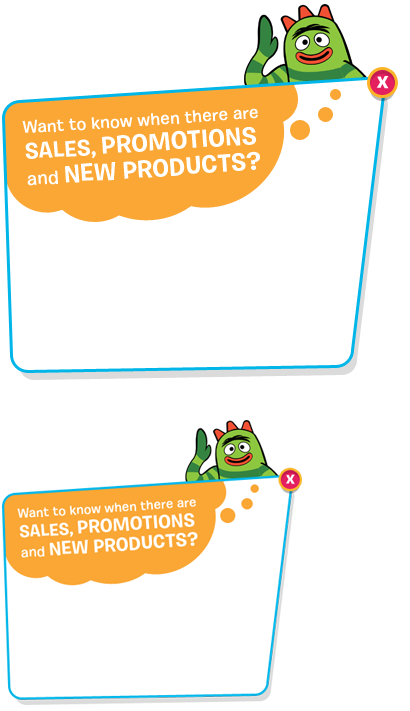 Want to know when there are
SALES, PROMOTIONS
and NEW PRODUCTS?
X
Want to know when there are
SALES, PROMOTIONS
and NEW PRODUCTS?
X